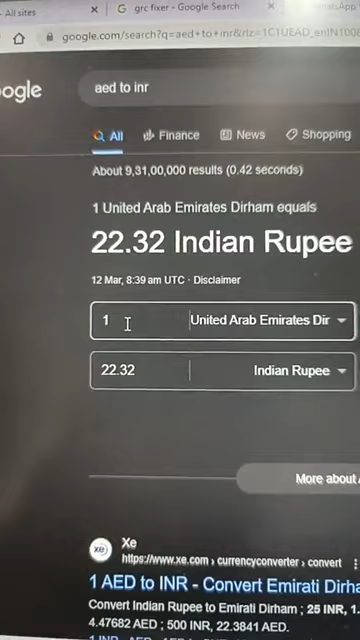 All sites
grc fixer - Google Search
google.com/search?q=aed+to+inr&rlz=1C1UEAD_enIN1008
ogle
aed to inr
All Finance News Shopping
About 9,31,00,000 results (0.42 seconds)
1 United Arab Emirates Dirham equals
22.32 Indian Rupee
12 Mar, 8:39 am UTC · Disclaimer
1 United Arab Emirates Dir
22.32 Indian Rupee
More about
Xe
https://www.xe.com › currencyconverter › convert
1 AED to INR - Convert Emirati Dirha
Convert Indian Rupee to Emirati Dirham ; 25 INR, 1.
4.47682 AED ; 500 INR, 22.3841 AED.